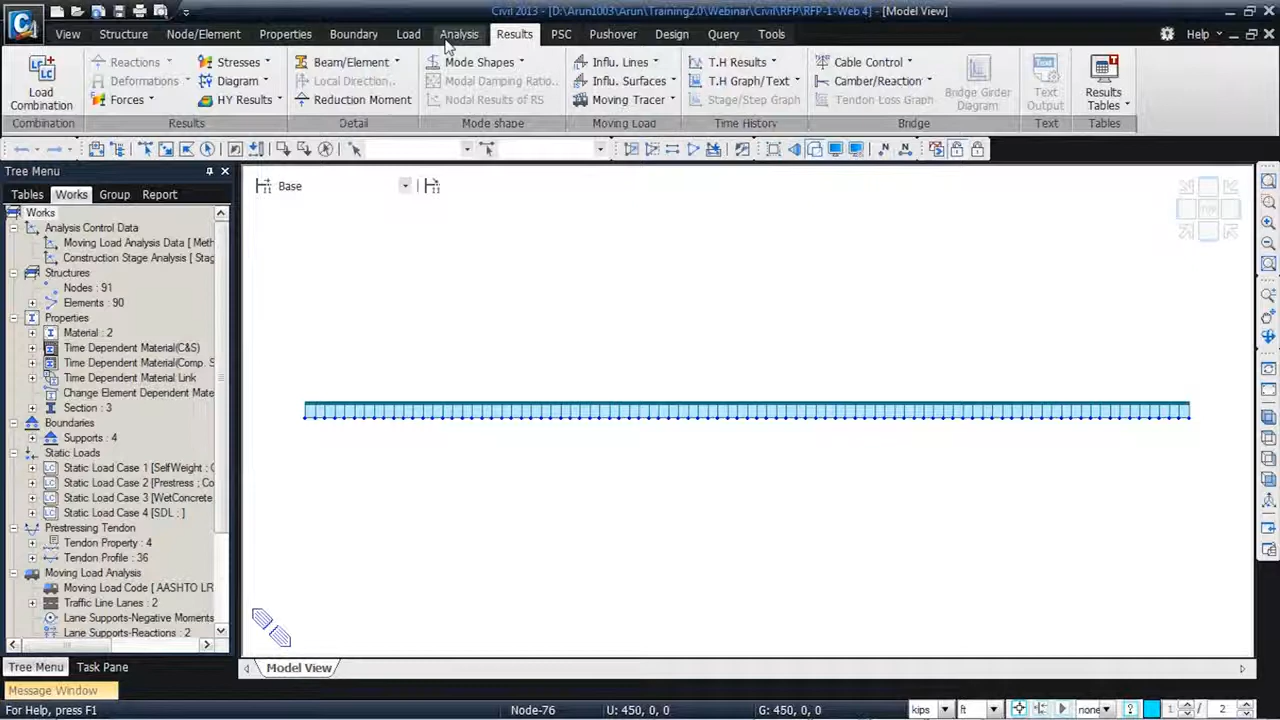 Civil 2013 - [D:\Arun1003\Arun\Training2.0\Webinar\Civil\RFP\RFP-1-Web 4] - [Model View]
View Structure Node/Element Properties Boundary Load Analysis Results PSC Pushover Design Query Tools Help
Load Combination
Reactions
Deformations
Forces
Stresses
Diagram
HY Results
Beam/Element
Local Direction...
Reduction Moment
Mode Shapes
Modal Damping Ratio...
Nodal Results of RS
Influ. Lines
Influ. Surfaces
Moving Tracer
T.H Results
T.H Graph/Text
Stage/Step Graph
Cable Control
Camber/Reaction
Tendon Loss Graph
Bridge Girder Diagram
Text Output
Results Tables
Combination Results Detail Mode shape Moving Load Time History Bridge Text Tables
Tree Menu
Tables Works Group Report
Base
Works
Analysis Control Data
Moving Load Analysis Data [ Meth
Construction Stage Analysis [ Stag
Structures
Nodes : 91
Elements : 90
Properties
Material : 2
Time Dependent Material(C&S)
Time Dependent Material(Comp. S
Time Dependent Material Link
Change Element Dependent Mate
Section : 3
Boundaries
Supports : 4
Static Loads
Static Load Case 1 [SelfWeight ;
Static Load Case 2 [Prestress ; Co
Static Load Case 3 [WetConcrete
Static Load Case 4 [SDL ; ]
Prestressing Tendon
Tendon Property : 4
Tendon Profile : 36
Moving Load Analysis
Moving Load Code [ AASHTO LR
Traffic Line Lanes : 2
Lane Supports-Negative Moments
Lane Supports-Reactions : 2
Tree Menu Task Pane
Model View
Message Window
For Help, press F1 Node-76 U: 450, 0, 0 G: 450, 0, 0 kips ft none 1 / 2